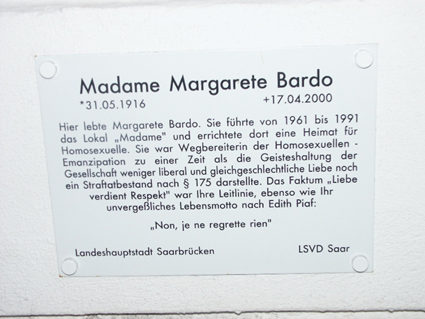 Madame Margarete Bardo
*31.05.1916 +17.04.2000
Hier lebte Margarete Bardo. Sie führte von 1961 bis 1991
das Lokal „Madame" und errichtete dort eine Heimat für
Homosexuelle. Sie war Wegbereiterin der Homosexuellen -
Emanzipation zu einer Zeit als die Geisteshaltung der
Gesellschaft weniger liberal und gleichgeschlechtliche Liebe noch
ein Straftatbestand nach § 175 darstellte. Das Faktum „Liebe
verdient Respekt" war Ihre Leitlinie, ebenso wie Ihr
unvergeßliches Lebensmotto nach Edith Piaf:
„Non, je ne regrette rien"
Landeshauptstadt Saarbrücken LSVD Saar